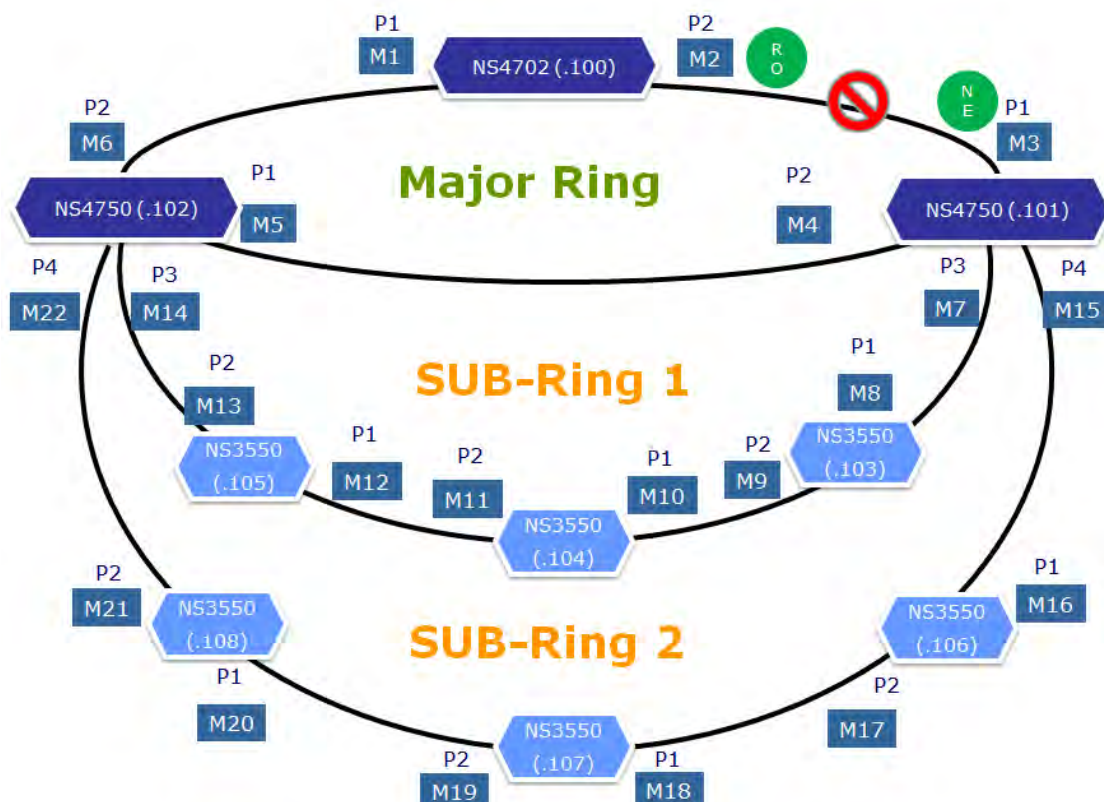 P1
M1
NS4702 (.100)
P2
M2
R
O
N
E
P1
M3
P2
M6
NS4750 (.102)
P1
M5
Major Ring
P2
M4
NS4750 (.101)
P4
M22
P3
M14
P3
M7
P4
M15
P2
M13
SUB-Ring 1
P1
M8
NS3550
(.105)
P1
M12
P2
M11
NS3550
(.104)
P1
M10
P2
M9
NS3550
(.103)
P2
M21
NS3550
(.108)
P1
M20
SUB-Ring 2
NS3550
(.106)
P1
M16
P2
M19
NS3550
(.107)
P1
M18
P2
M17